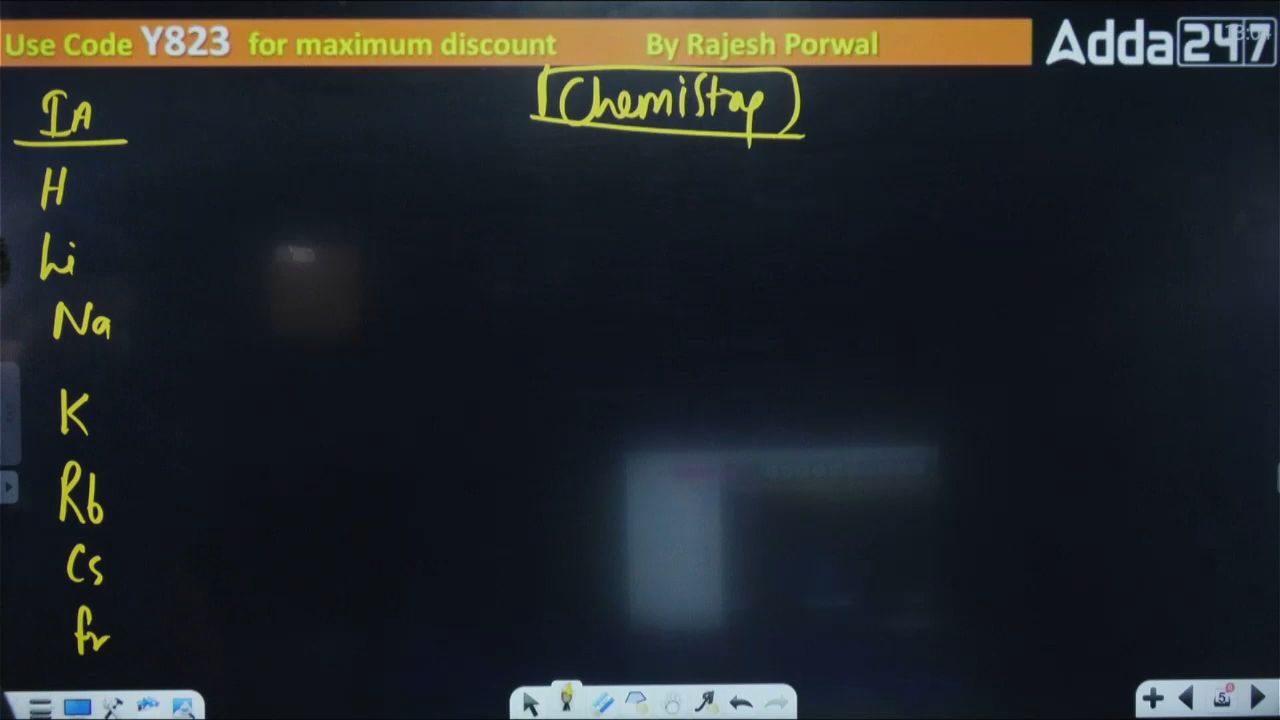 Use Code Y823 for maximum discount By Rajesh Porwal
Adda247
Chemistry
IA
H
Li
Na
K
Rb
Cs
Fr